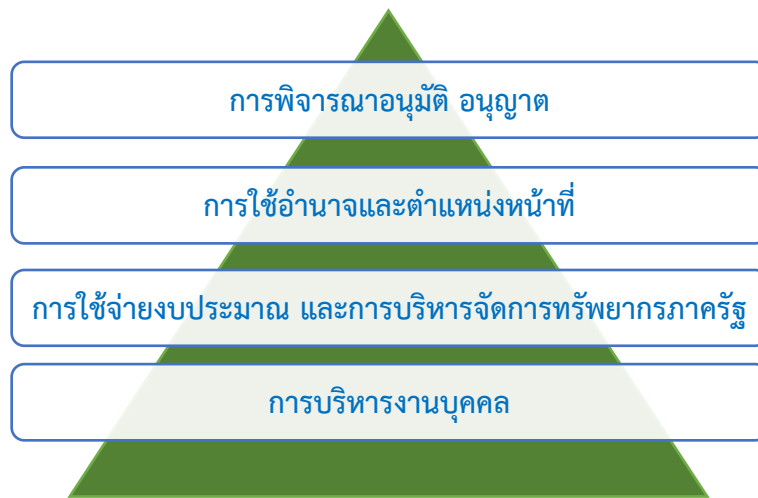 การพิจารณาอนุมัติ อนุญาต
การใช้อำนาจและตำแหน่งหน้าที่
การใช้จ่ายงบประมาณ และการบริหารจัดการทรัพยากรภาครัฐ
การบริหารงานบุคคล